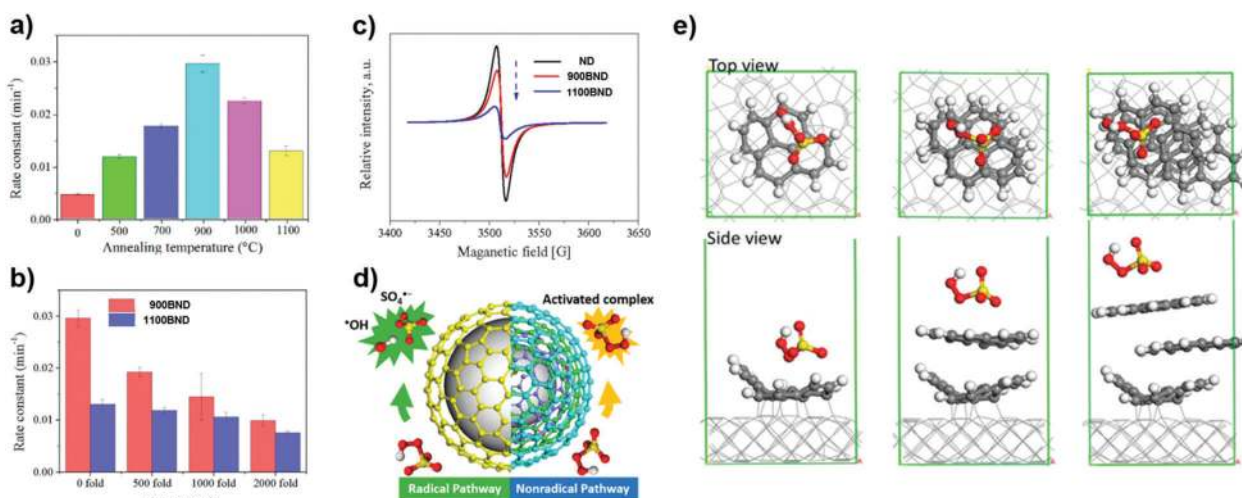 a)
Rate constant (min⁻¹)
0.03
0.02
0.01
0.00
0 500 700 900 1000 1100
Annealing temperature (°C)
b)
Rate constant (min⁻¹)
900BND
1100BND
0.03
0.02
0.01
0.00
0 fold 500 fold 1000 fold 2000 fold
c)
Relative intensity, a.u.
ND
900BND
1100BND
3400 3450 3500 3550 3600 3650
Maganetic field [G]
d)
SO₄•−
•OH
Activated complex
Radical Pathway Nonradical Pathway
e)
Top view
Side view